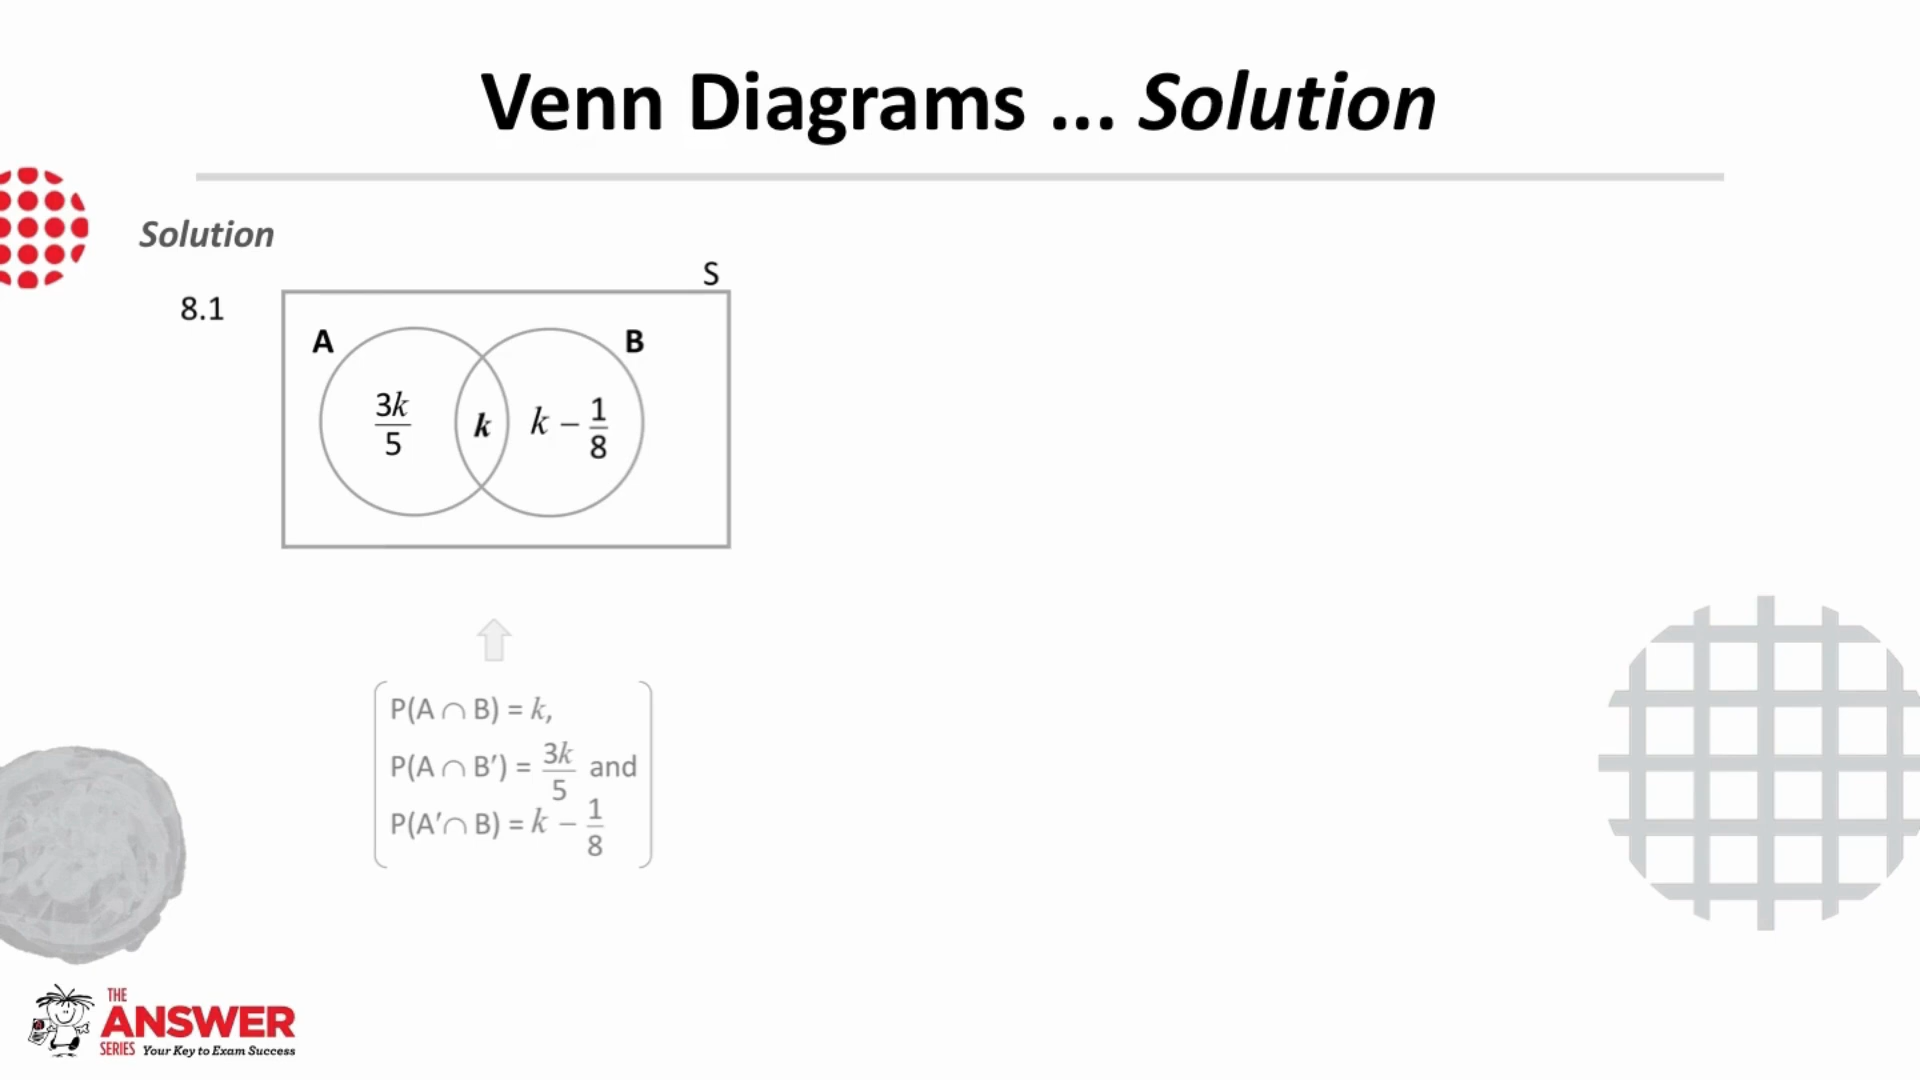 Venn Diagrams ... Solution
Solution
8.1
S
A
B
3k/5
k
k − 1/8
P(A ∩ B) = k,
P(A ∩ B′) = 3k/5 and
P(A′∩ B) = k − 1/8
THE
ANSWER
SERIES Your Key to Exam Success